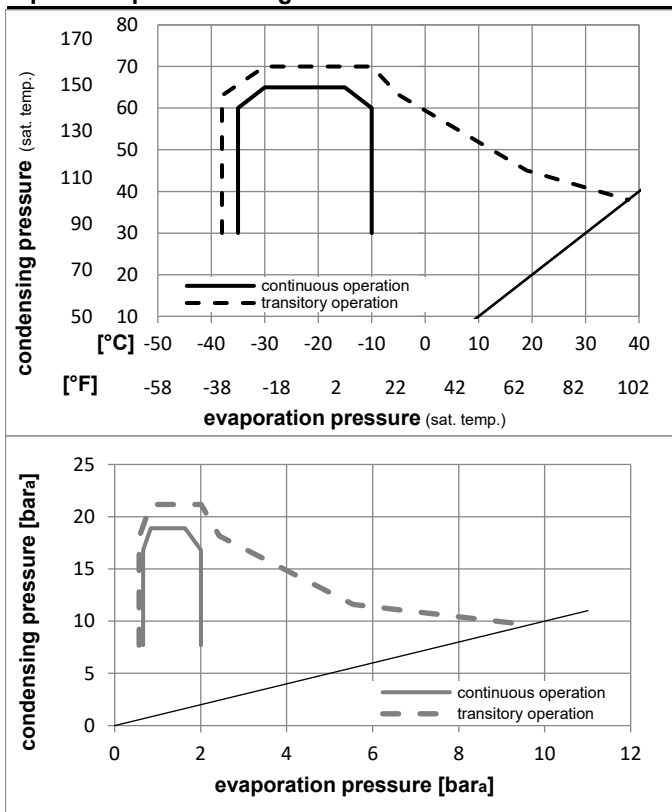 170 80
150 70
130 60
110 50
90 40
70 30
50 20
10
condensing pressure (sat. temp.)
continuous operation
transitory operation
[°C] -50 -40 -30 -20 -10 0 10 20 30 40
[°F] -58 -38 -18 2 22 42 62 82 102
evaporation pressure (sat. temp.)
25
20
15
10
5
0
condensing pressure [bara]
continuous operation
transitory operation
0 2 4 6 8 10 12
evaporation pressure [bara]